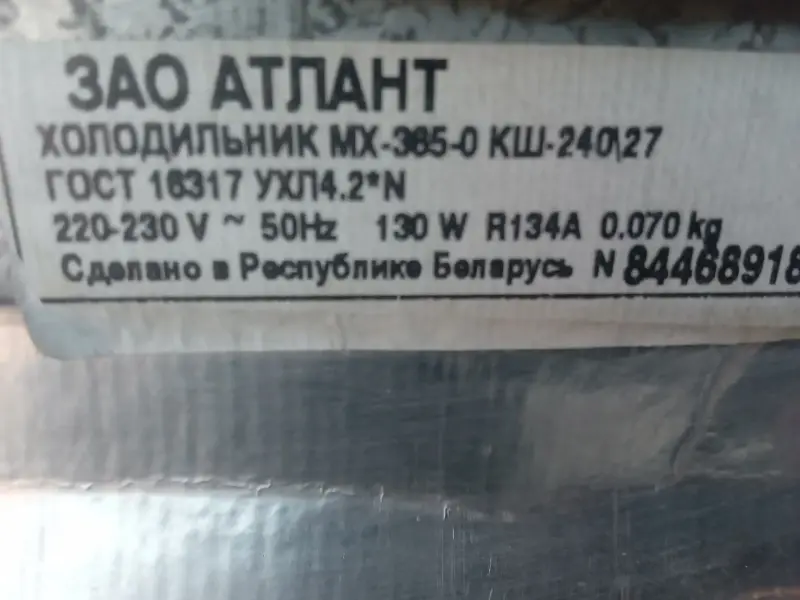 ЗАО АТЛАНТ
ХОЛОДИЛЬНИК МХ-365-0 КШ-240\27
ГОСТ 16317 УХЛ4.2*N
220-230 V ~ 50Hz 130 W R134A 0.070 kg
Сделано в Республике Беларусь N 84468918